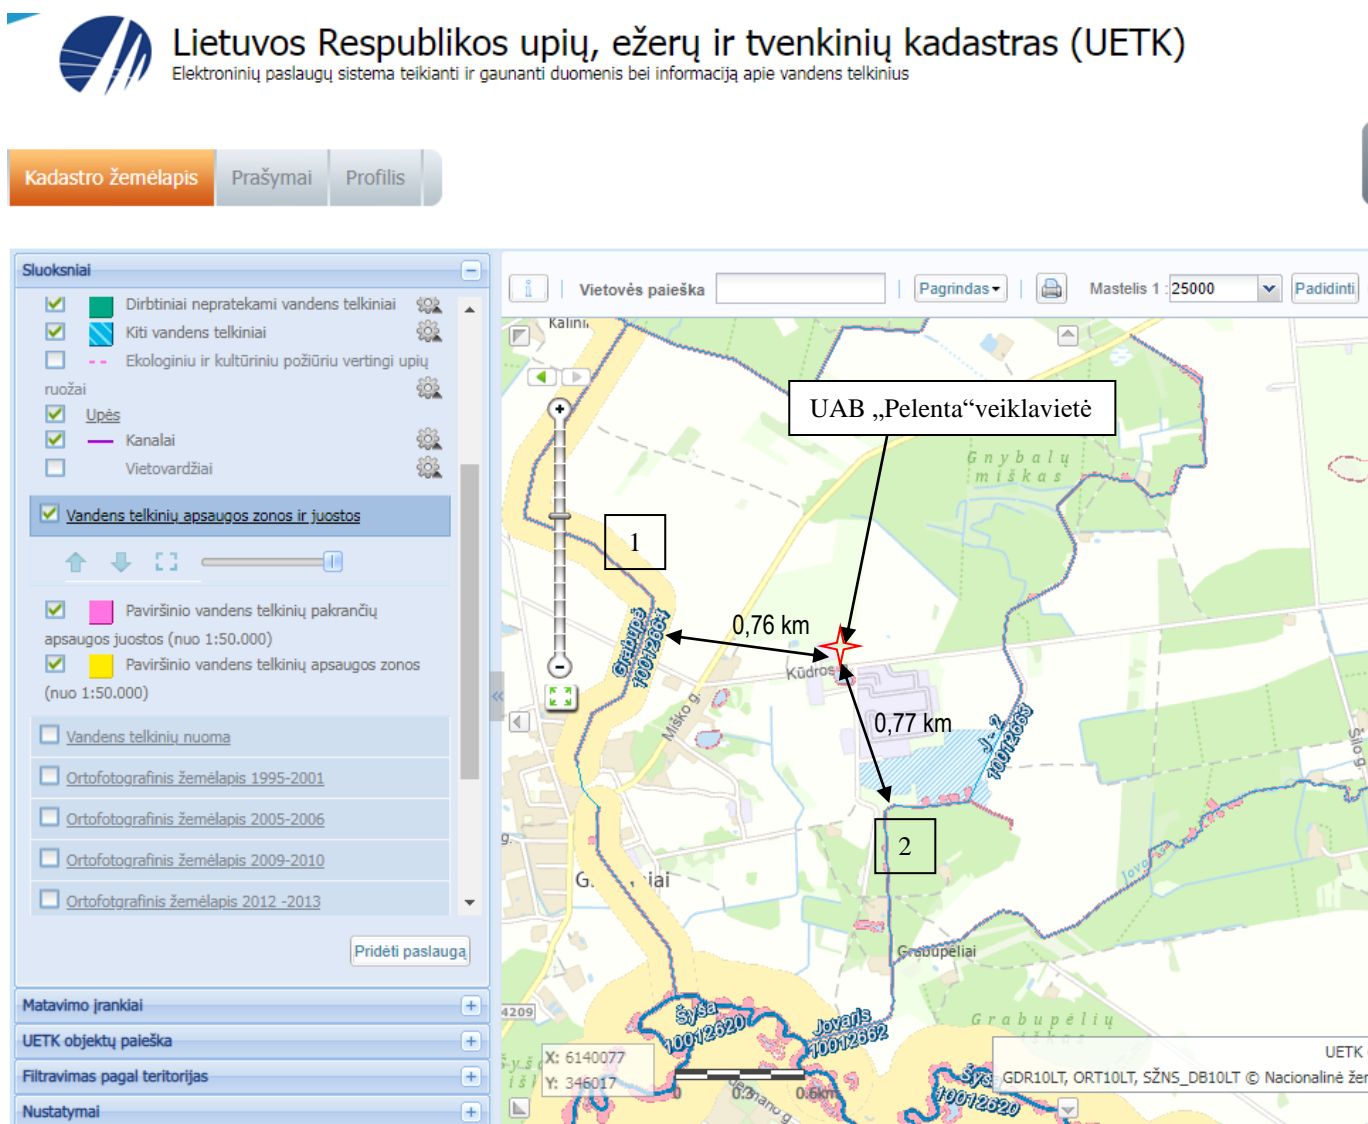 Lietuvos Respublikos upių, ežerų ir tvenkinių kadastras (UETK)
Elektroninių paslaugų sistema teikianti ir gaunanti duomenis bei informaciją apie vandens telkinius
Kadastro žemėlapis Prašymai Profilis
Sluoksniai
Dirbtiniai nepratekami vandens telkiniai
Kiti vandens telkiniai
Ekologiniu ir kultūriniu požiūriu vertingi upių
ruožai
Upės
Kanalai
Vietovardžiai
Vandens telkinių apsaugos zonos ir juostos
Paviršinio vandens telkinių pakrančių
apsaugos juostos (nuo 1:50.000)
Paviršinio vandens telkinių apsaugos zonos
(nuo 1:50.000)
Vandens telkinių nuoma
Ortofotografinis žemėlapis 1995-2001
Ortofotografinis žemėlapis 2005-2006
Ortofotografinis žemėlapis 2009-2010
Ortofotografinis žemėlapis 2012 -2013
Pridėti paslaugą
Matavimo įrankiai
UETK objektų paieška
Filtravimas pagal teritorijas
Nustatymai
Vietovės paieška Pagrindas Mastelis 1 : 25000 Padidinti
UAB „Pelenta“veiklavietė
Gnybalų
miškas
1
Grabupė
10012664
0,76 km
Kūdros
Miško g.
0,77 km
J - 2
10012663
Šilo g.
2
Jovaris
Grabupėliai
4209
Šyša
10012620
Jovaris
10012662
Grabupėlių
X: 6140077
Y: 346017
0 0.3 0.6km
Šyša
10012620
UETK
GDR10LT, ORT10LT, SŽNS_DB10LT © Nacionalinė